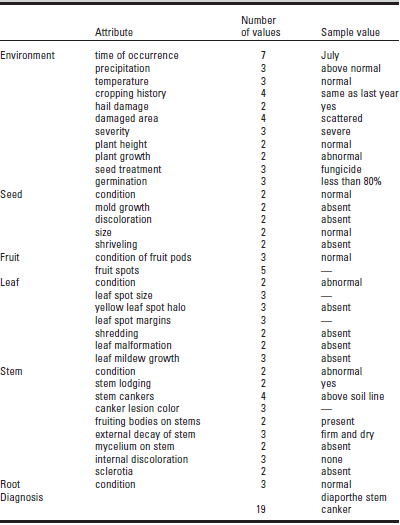 Number
Attribute of values Sample value
Environment time of occurrence 7 July
precipitation 3 above normal
temperature 3 normal
cropping history 4 same as last year
hail damage 2 yes
damaged area 4 scattered
severity 3 severe
plant height 2 normal
plant growth 2 abnormal
seed treatment 3 fungicide
germination 3 less than 80%
Seed condition 2 normal
mold growth 2 absent
discoloration 2 absent
size 2 normal
shriveling 2 absent
Fruit condition of fruit pods 3 normal
fruit spots 5 —
Leaf condition 2 abnormal
leaf spot size 3 —
yellow leaf spot halo 3 absent
leaf spot margins 3 —
shredding 2 absent
leaf malformation 2 absent
leaf mildew growth 3 absent
Stem condition 2 abnormal
stem lodging 2 yes
stem cankers 4 above soil line
canker lesion color 3 —
fruiting bodies on stems 2 present
external decay of stem 3 firm and dry
mycelium on stem 2 absent
internal discoloration 3 none
sclerotia 2 absent
Root condition 3 normal
Diagnosis diaporthe stem
19 canker